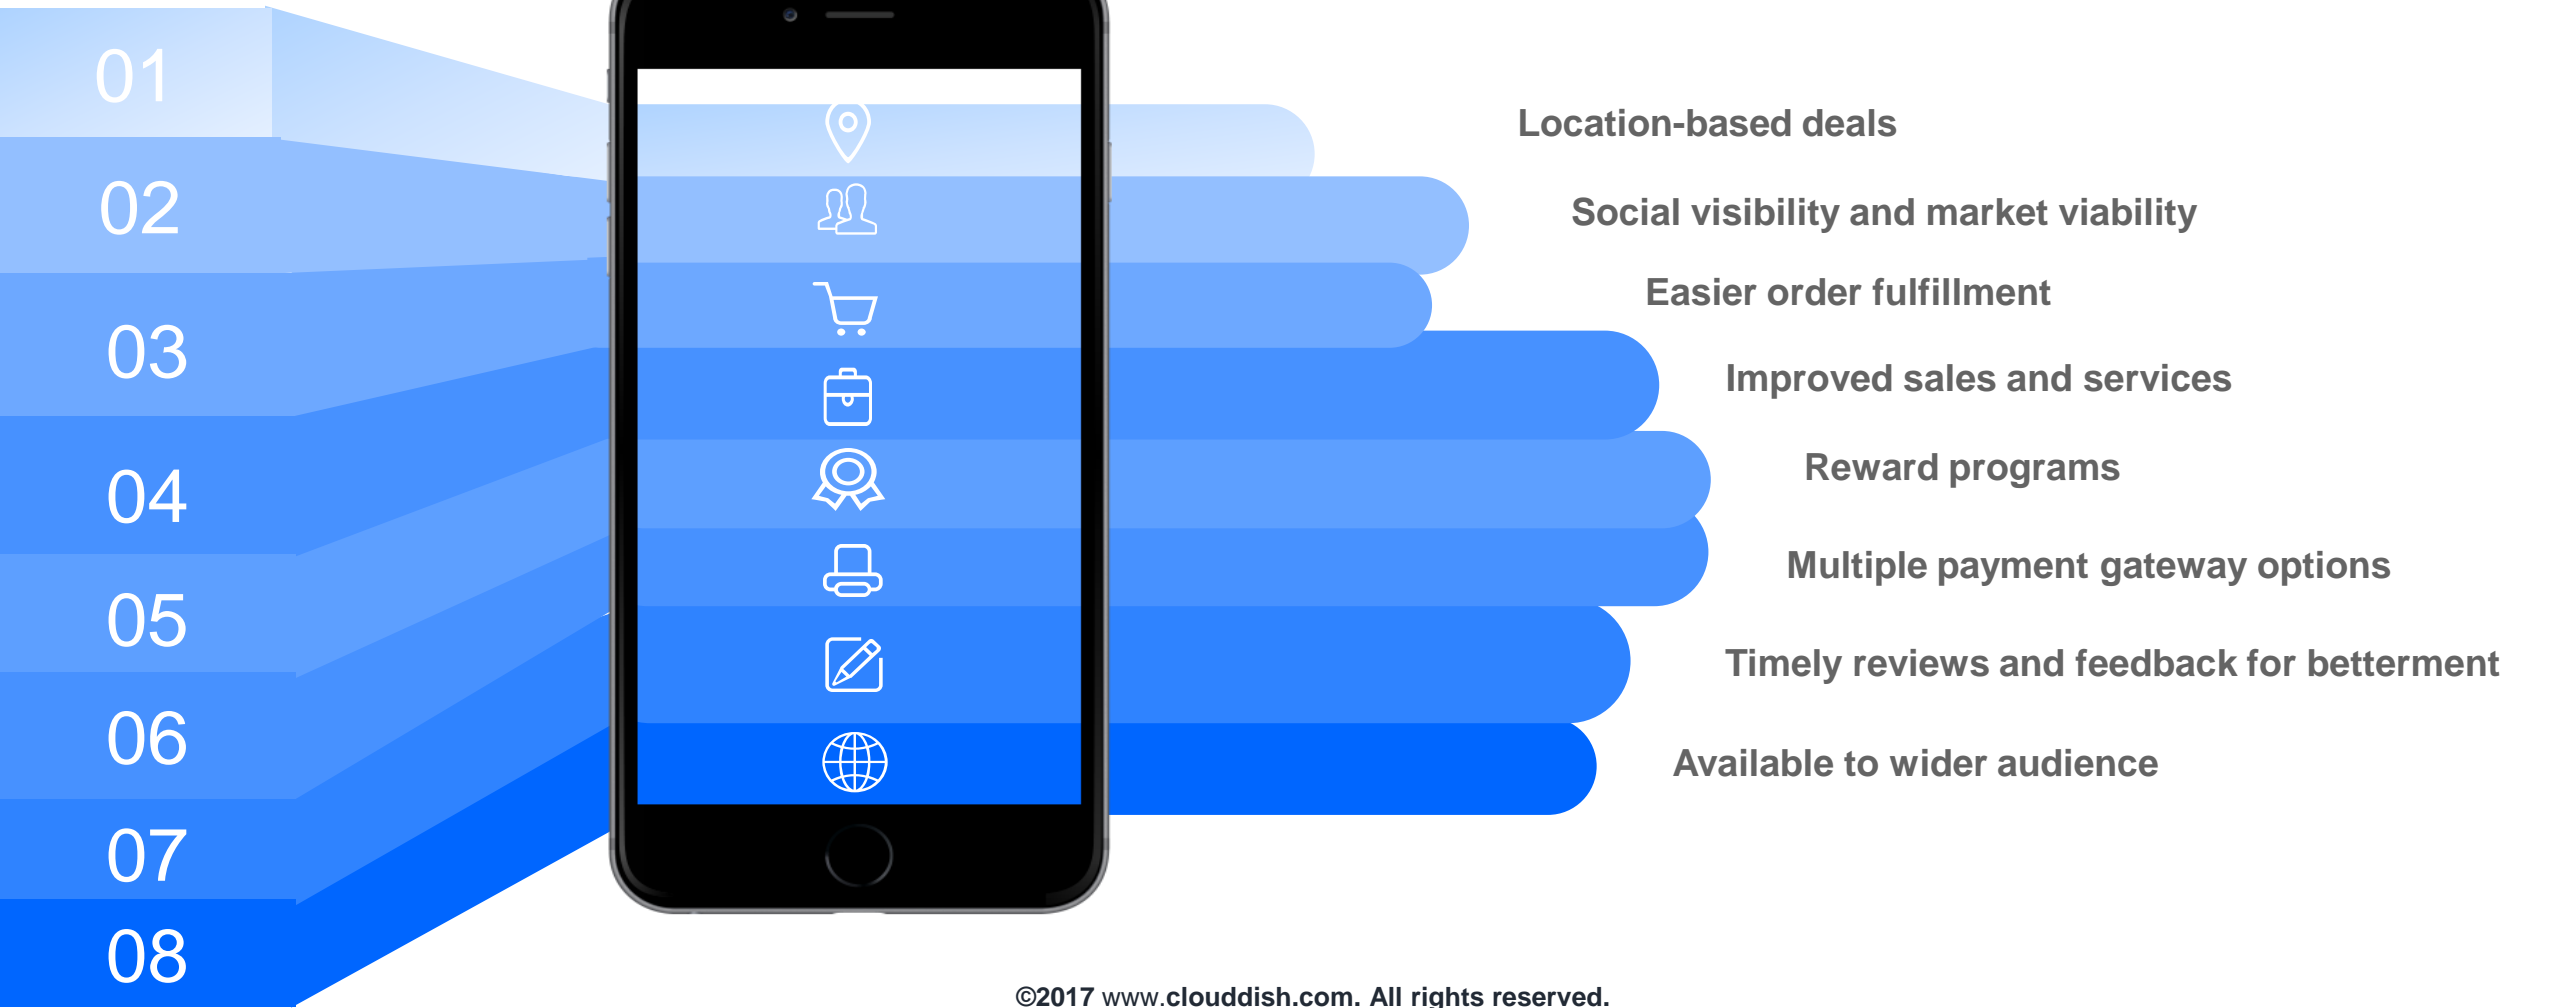 01
Location-based deals
02
Social visibility and market viability
03
Easier order fulfillment
04
Improved sales and services
05
Reward programs
06
Multiple payment gateway options
07
Timely reviews and feedback for betterment
08
Available to wider audience
©2017 www.clouddish.com. All rights reserved.